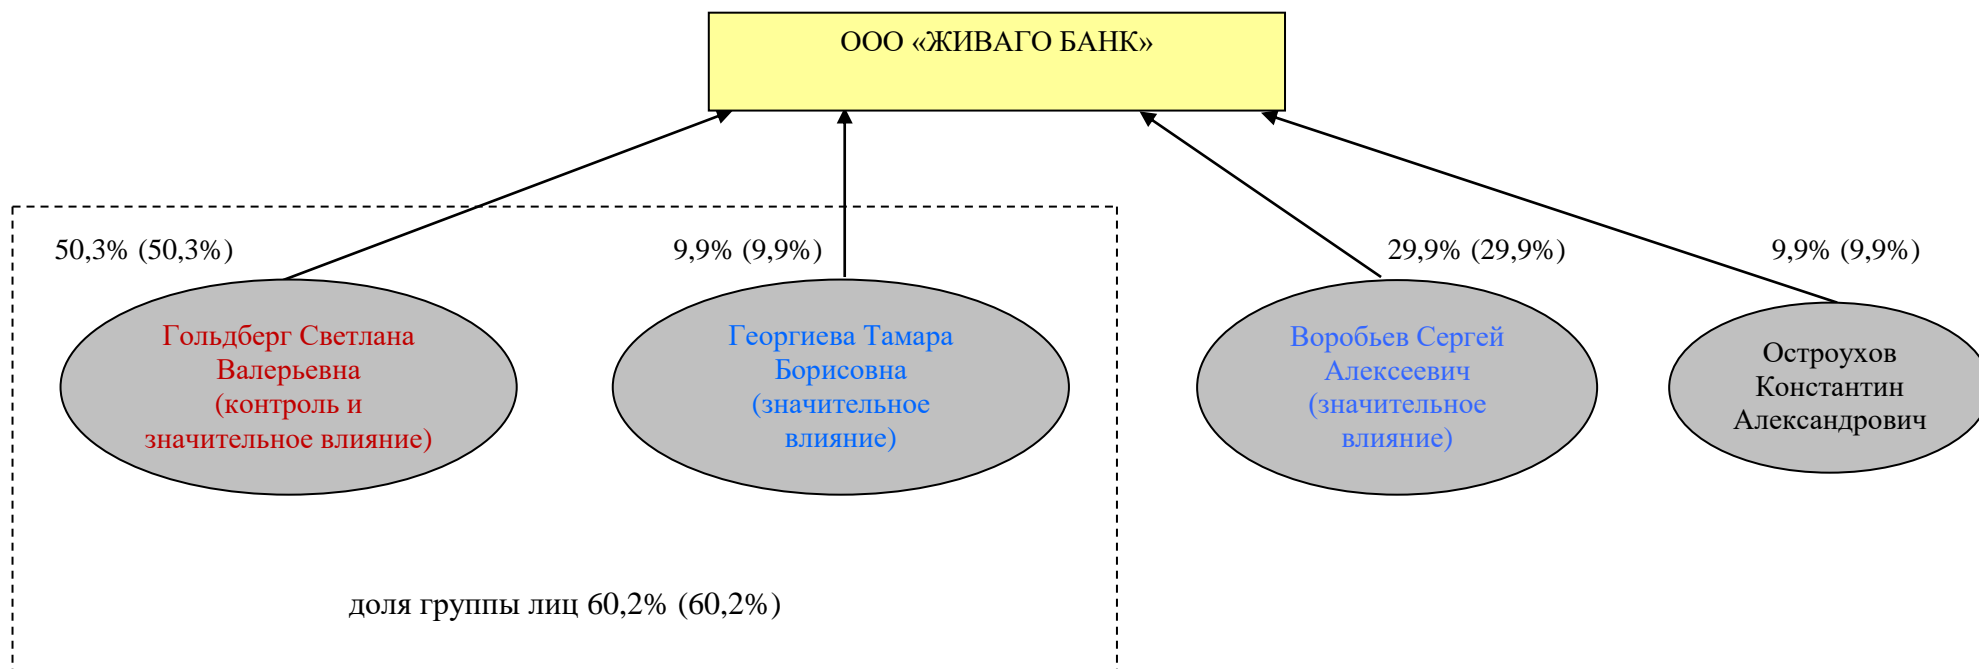 ООО «ЖИВАГО БАНК»
50,3% (50,3%)
9,9% (9,9%)
29,9% (29,9%)
9,9% (9,9%)
Гольдберг Светлана
Валерьевна
(контроль и
значительное влияние)
Георгиева Тамара
Борисовна
(значительное
влияние)
Воробьев Сергей
Алексеевич
(значительное
влияние)
Остроухов
Константин
Александрович
доля группы лиц 60,2% (60,2%)